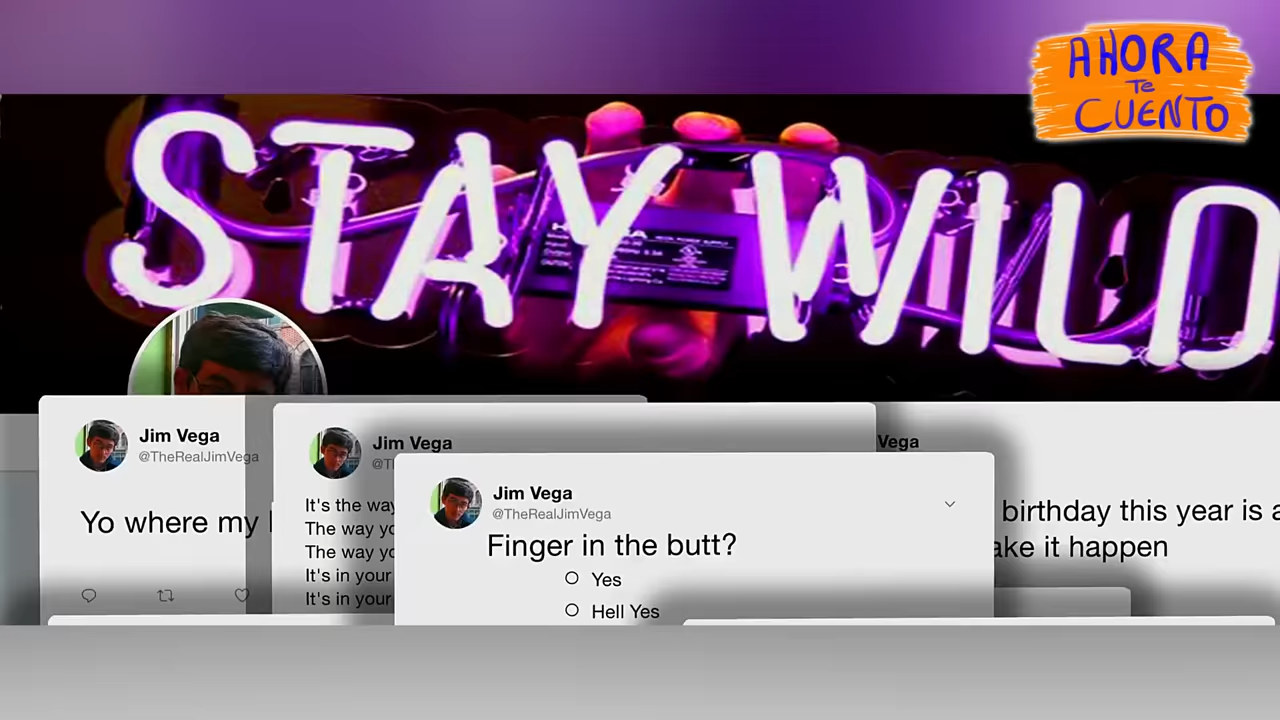 AHORA
Te
CUENTO
STAY WILD
Jim Vega
@TheRealJimVega
Yo where my
Jim Vega
@T
It's the way
The way yo
The way yo
It's in your
It's in your
Jim Vega
@TheRealJimVega
Finger in the butt?
Yes
Hell Yes
Vega
birthday this year is a
ake it happen